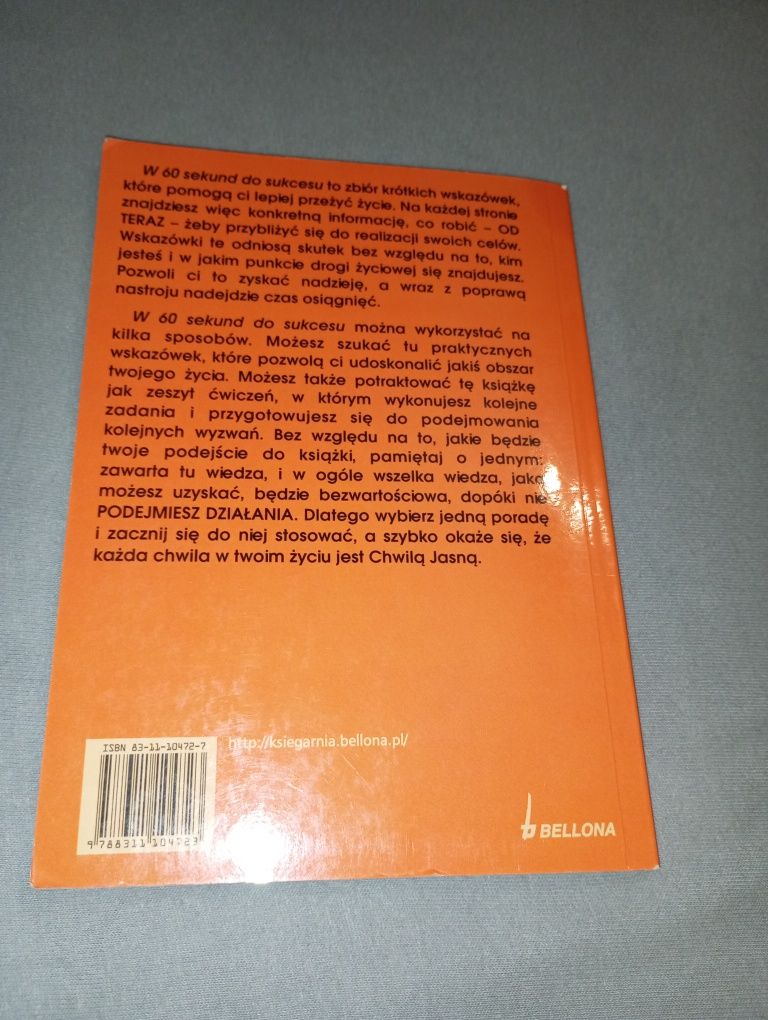 W 60 sekund do sukcesu to zbiór krótkich wskazówek,
które pomogą ci lepiej przeżyć życie. Na każdej stronie
znajdziesz więc konkretną informację, co robić – OD
TERAZ – żeby przybliżyć się do realizacji swoich celów.
Wskazówki te odniosą skutek bez względu na to, kim
jesteś i w jakim punkcie drogi życiowej się znajdujesz.
Pozwoli ci to zyskać nadzieję, a wraz z poprawą
nastroju nadejdzie czas osiągnięć.
W 60 sekund do sukcesu można wykorzystać na
kilka sposobów. Możesz szukać tu praktycznych
wskazówek, które pozwolą ci udoskonalić jakiś obszar
twojego życia. Możesz także potraktować tę książkę
jak zeszyt ćwiczeń, w którym wykonujesz kolejne
zadania i przygotowujesz się do podejmowania
kolejnych wyzwań. Bez względu na to, jakie będzie
twoje podejście do książki, pamiętaj o jednym:
zawarta tu wiedza, i w ogóle wszelka wiedza, jaką
możesz uzyskać, będzie bezwartościowa, dopóki nie
PODEJMIESZ DZIAŁANIA. Dlatego wybierz jedną poradę
i zacznij się do niej stosować, a szybko okaże się, że
każda chwila w twoim życiu jest Chwilą Jasną.
ISBN 83-11-10472-7
http://ksiegarnia.bellona.pl/
9 788311 104723
BELLONA